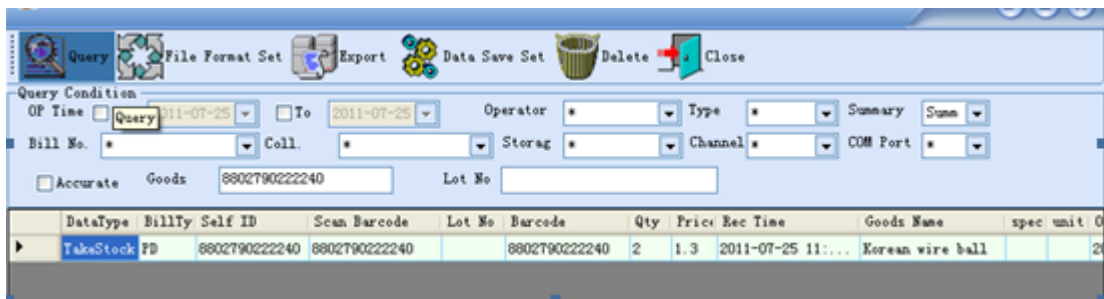 Query File Format Set Export Data Save Set Delete Close
Query Condition
OP Time Query 2011-07-25 To 2011-07-25 Operator * Type * Summary Summ
Bill No. * Coll. * Storag * Channel * COM Port *
Accurate Goods 8802790222240 Lot No
DataType BillTy Self ID Scan Barcode Lot No Barcode Qty Price Rec Time Goods Name spec unit O
TakeStock PD 8802790222240 8802790222240 8802790222240 2 1.3 2011-07-25 11:... Korean wire ball 20